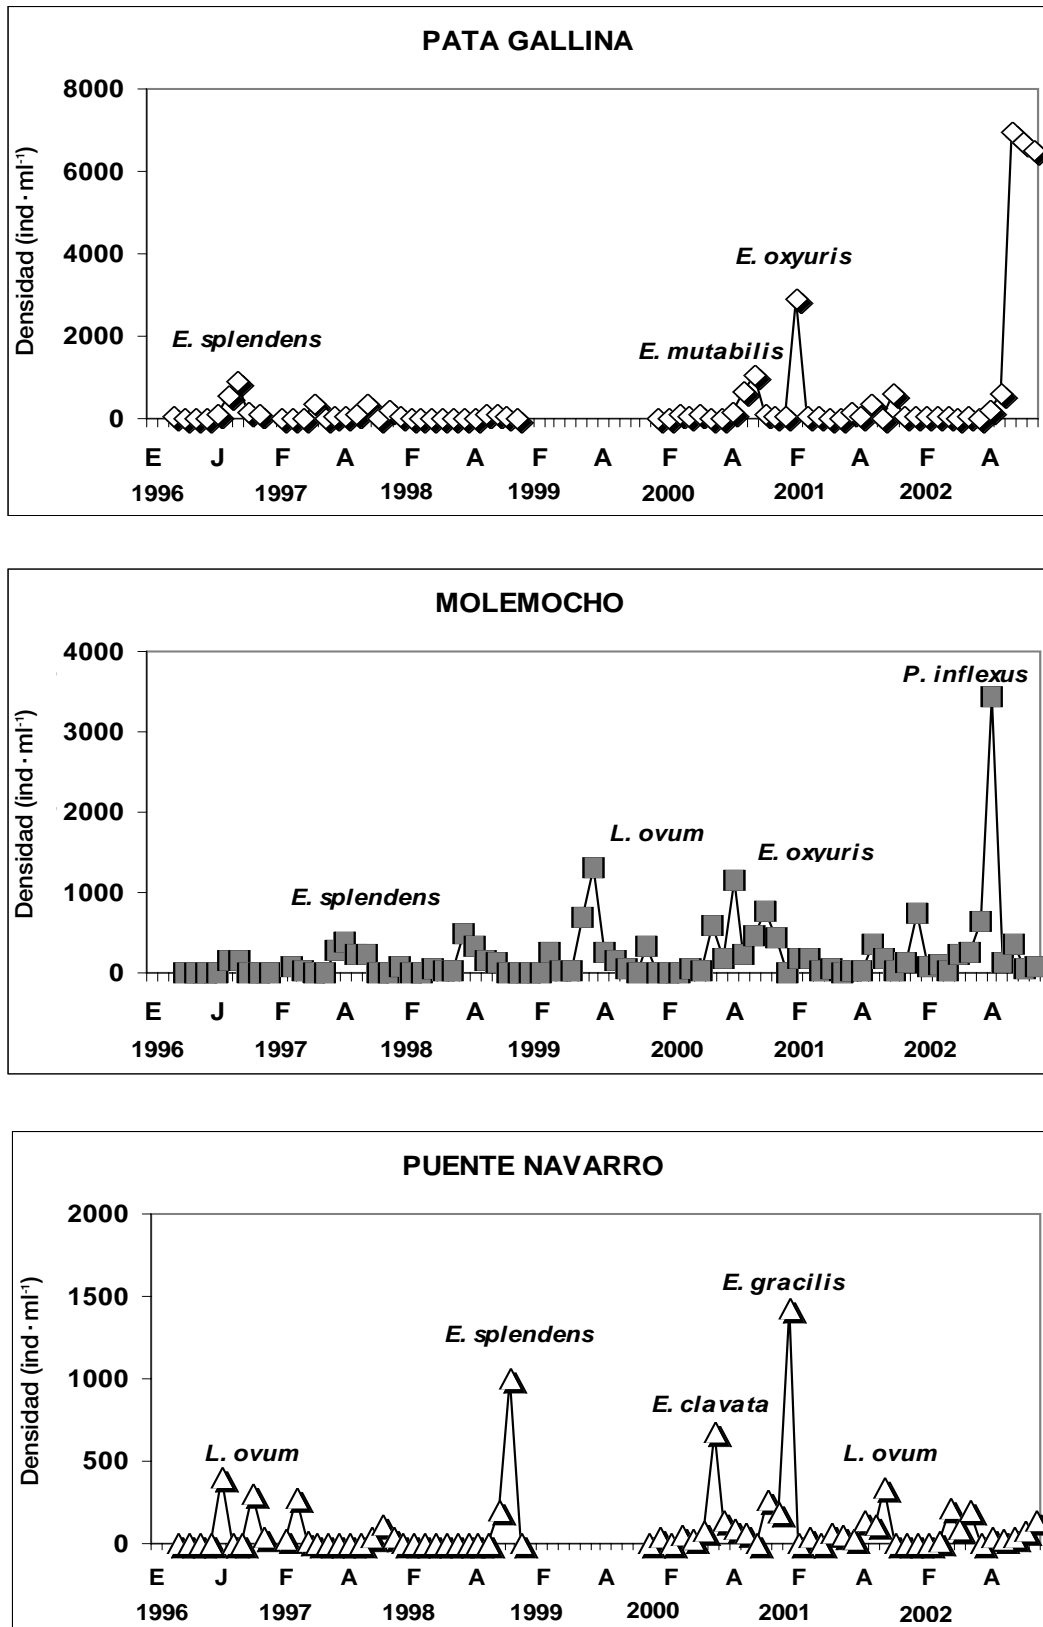 PATA GALLINA
Densidad (ind·ml⁻¹)
8000
6000
4000
2000
0
E. splendens
E. mutabilis
E. oxyuris
E J F A F A F A F A F A F A
1996 1997 1998 1999 2000 2001 2002
MOLEMOCHO
Densidad (ind·ml⁻¹)
4000
3000
2000
1000
0
E. splendens
L. ovum
E. oxyuris
P. inflexus
E J F A F A F A F A F A F A
1996 1997 1998 1999 2000 2001 2002
PUENTE NAVARRO
Densidad (ind·ml⁻¹)
2000
1500
1000
500
0
L. ovum
E. splendens
E. clavata
E. gracilis
L. ovum
E J F A F A F A F A F A F A
1996 1997 1998 1999 2000 2001 2002